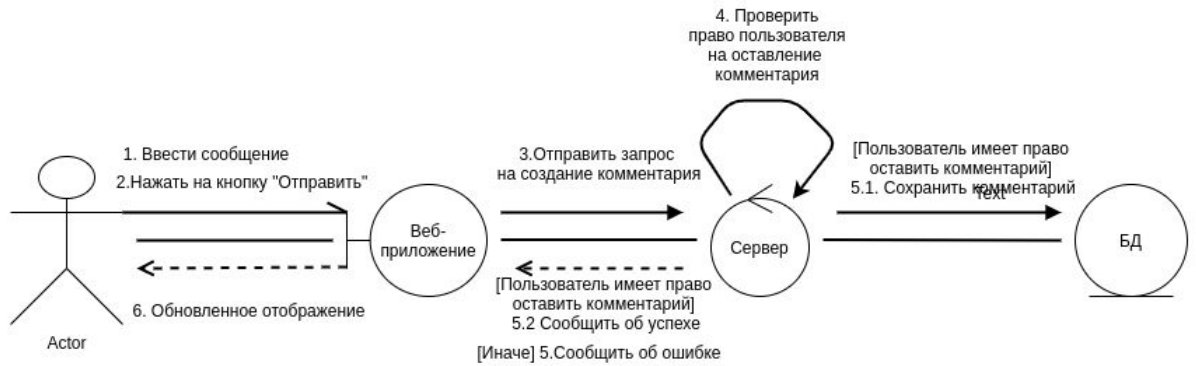 4. Проверить
право пользователя
на оставление
комментария
1. Ввести сообщение
2.Нажать на кнопку "Отправить"
3.Отправить запрос
на создание комментария
[Пользователь имеет право
оставить комментарий]
5.1. Сохранить комментарий
Text
Веб-
приложение
Сервер
БД
[Пользователь имеет право
оставить комментарий]
5.2 Сообщить об успехе
[Иначе] 5.Сообщить об ошибке
6. Обновленное отображение
Actor